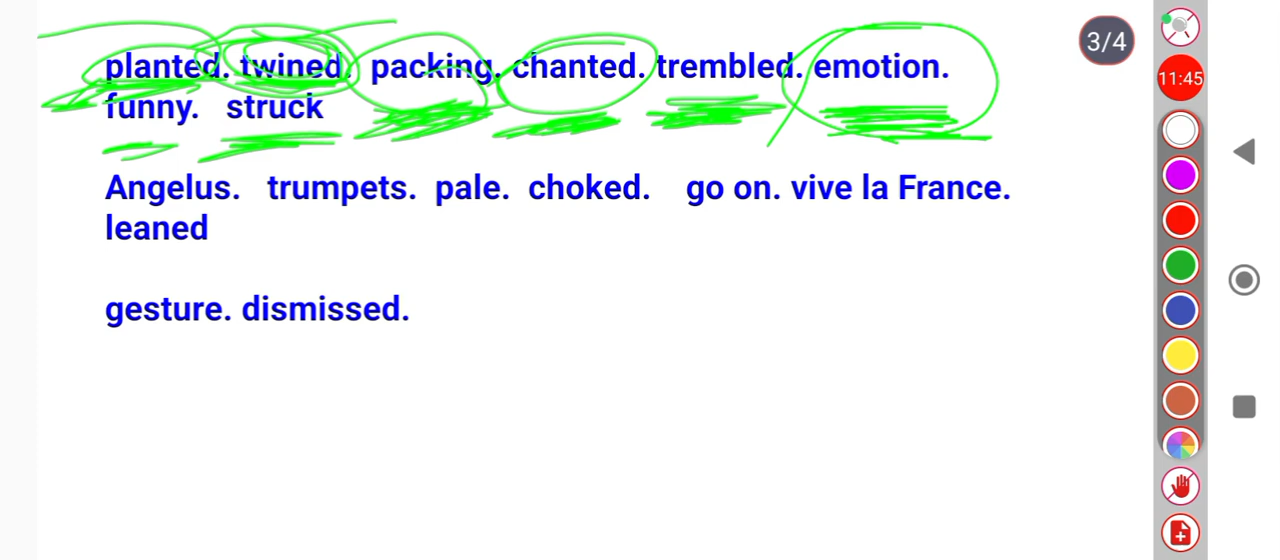 3/4
11:45
planted. twined. packing. chanted. trembled. emotion.
funny. struck
Angelus. trumpets. pale. choked. go on. vive la France.
leaned
gesture. dismissed.